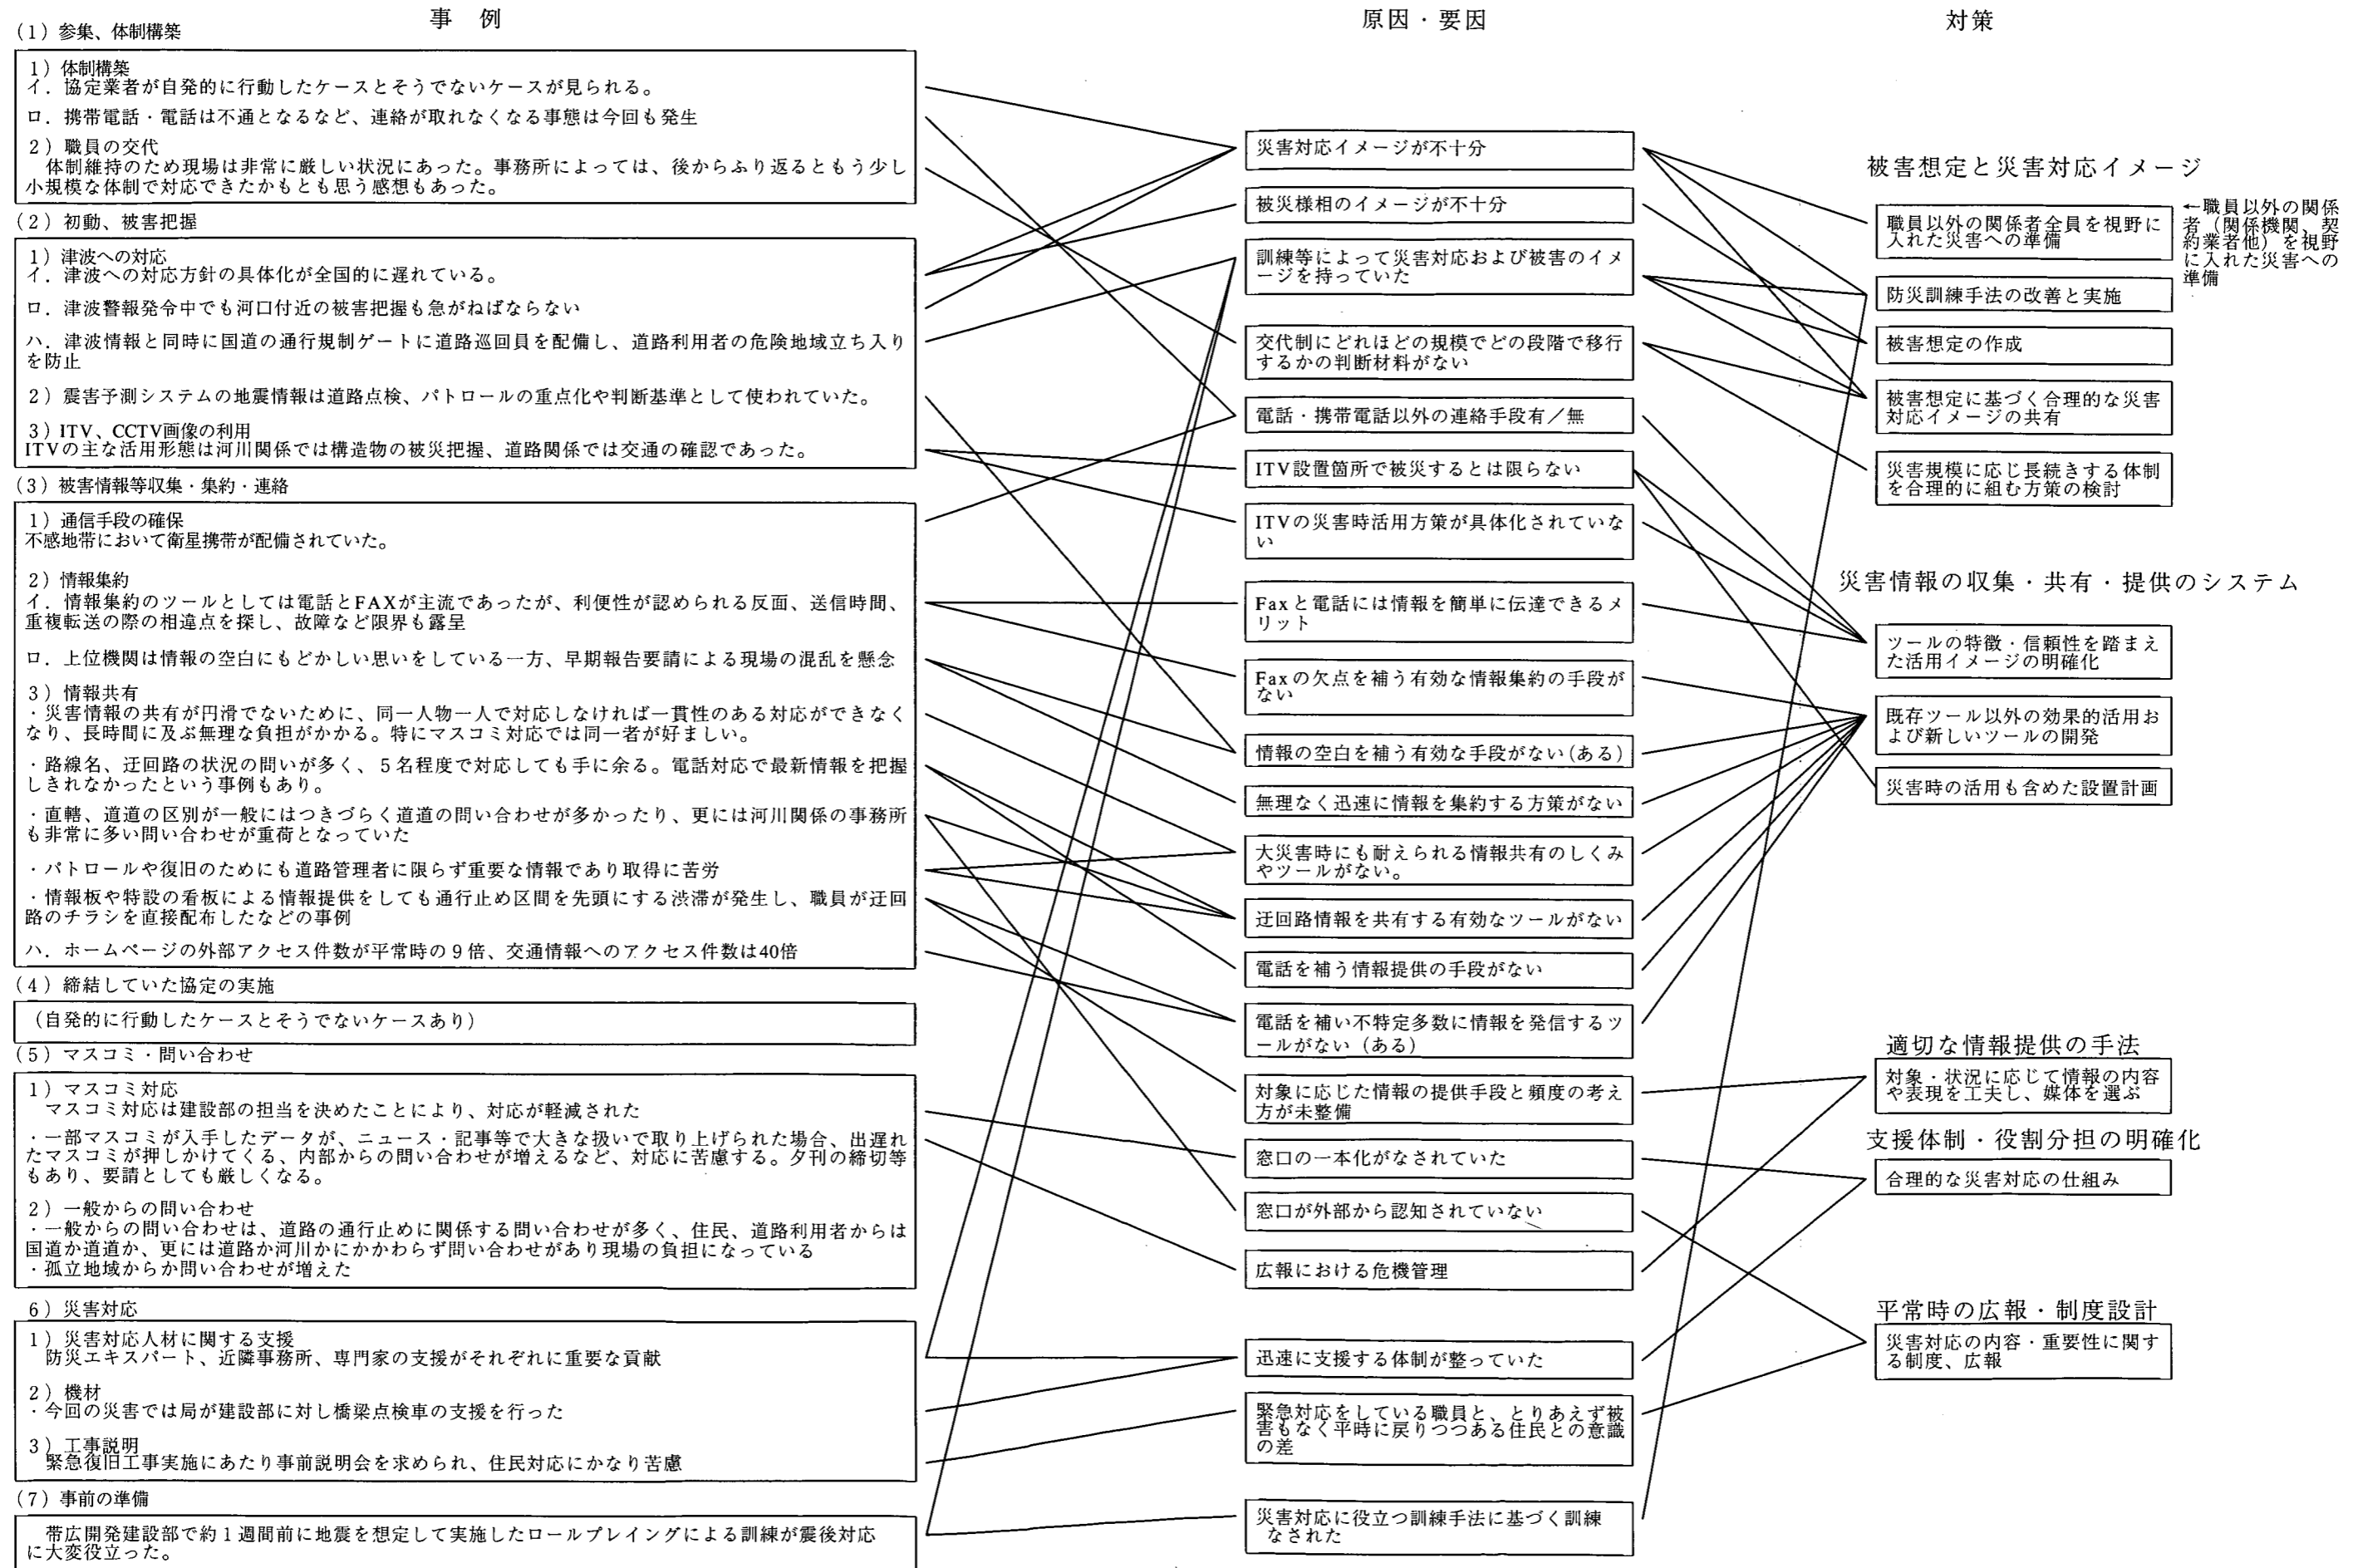 事　例
（1）参集、体制構築
1）体制構築
イ．協定業者が自発的に行動したケースとそうでないケースが見られる。
ロ．携帯電話・電話は不通となるなど、連絡が取れなくなる事態は今回も発生
2）職員の交代
体制維持のため現場は非常に厳しい状況にあった。事務所によっては、後からふり返るともう少し
小規模な体制で対応できたかもとも思う感想もあった。
（2）初動、被害把握
1）津波への対応
イ．津波への対応方針の具体化が全国的に遅れている。
ロ．津波警報発令中でも河口付近の被害把握も急がねばならない
ハ．津波情報と同時に国道の通行規制ゲートに道路巡回員を配備し、道路利用者の危険地域立ち入り
を防止
2）震害予測システムの地震情報は道路点検、パトロールの重点化や判断基準として使われていた。
3）ITV、CCTV画像の利用
ITVの主な活用形態は河川関係では構造物の被災把握、道路関係では交通の確認であった。
（3）被害情報等収集・集約・連絡
1）通信手段の確保
不感地帯において衛星携帯が配備されていた。
2）情報集約
イ．情報集約のツールとしては電話とFAXが主流であったが、利便性が認められる反面、送信時間、
重複転送の際の相違点を探し、故障など限界も露呈
ロ．上位機関は情報の空白にもどかしい思いをしている一方、早期報告要請による現場の混乱を懸念
3）情報共有
・災害情報の共有が円滑でないために、同一人物一人で対応しなければ一貫性のある対応ができなく
なり、長時間に及ぶ無理な負担がかかる。特にマスコミ対応では同一者が好ましい。
・路線名、迂回路の状況の問いが多く、５名程度で対応しても手に余る。電話対応で最新情報を把握
しきれなかったという事例もあり。
・直轄、道道の区別が一般にはつきづらく道道の問い合わせが多かったり、更には河川関係の事務所
も非常に多い問い合わせが重荷となっていた
・パトロールや復旧のためにも道路管理者に限らず重要な情報であり取得に苦労
・情報板や特設の看板による情報提供をしても通行止め区間を先頭にする渋滞が発生し、職員が迂回
路のチラシを直接配布したなどの事例
ハ．ホームページの外部アクセス件数が平常時の９倍、交通情報へのアクセス件数は40倍
（4）締結していた協定の実施
（自発的に行動したケースとそうでないケースあり）
（5）マスコミ・問い合わせ
1）マスコミ対応
マスコミ対応は建設部の担当を決めたことにより、対応が軽減された
・一部マスコミが入手したデータが、ニュース・記事等で大きな扱いで取り上げられた場合、出遅れ
たマスコミが押しかけてくる、内部からの問い合わせが増えるなど、対応に苦慮する。夕刊の締切等
もあり、要請としても厳しくなる。
2）一般からの問い合わせ
・一般からの問い合わせは、道路の通行止めに関係する問い合わせが多く、住民、道路利用者からは
国道か道道か、更には道路か河川かにかかわらず問い合わせがあり現場の負担になっている
・孤立地域からか問い合わせが増えた
6）災害対応
1）災害対応人材に関する支援
防災エキスパート、近隣事務所、専門家の支援がそれぞれに重要な貢献
2）機材
・今回の災害では局が建設部に対し橋梁点検車の支援を行った
3）工事説明
緊急復旧工事実施にあたり事前説明会を求められ、住民対応にかなり苦慮
（7）事前の準備
帯広開発建設部で約１週間前に地震を想定して実施したロールプレイングによる訓練が震後対応
に大変役立った。
原因・要因
災害対応イメージが不十分
被災様相のイメージが不十分
訓練等によって災害対応および被害のイメ
ージを持っていた
交代制にどれほどの規模でどの段階で移行
するかの判断材料がない
電話・携帯電話以外の連絡手段有／無
ITV設置箇所で被災するとは限らない
ITVの災害時活用方策が具体化されていな
い
Faxと電話には情報を簡単に伝達できるメ
リット
Faxの欠点を補う有効な情報集約の手段が
ない
情報の空白を補う有効な手段がない（ある）
無理なく迅速に情報を集約する方策がない
大災害時にも耐えられる情報共有のしくみ
やツールがない。
迂回路情報を共有する有効なツールがない
電話を補う情報提供の手段がない
電話を補い不特定多数に情報を発信するツ
ールがない（ある）
対象に応じた情報の提供手段と頻度の考え
方が未整備
窓口の一本化がなされていた
窓口が外部から認知されていない
広報における危機管理
迅速に支援する体制が整っていた
緊急対応をしている職員と、とりあえず被
害もなく平時に戻りつつある住民との意識
の差
災害対応に役立つ訓練手法に基づく訓練
なされた
対策
被害想定と災害対応イメージ
職員以外の関係者全員を視野に
入れた災害への準備
←職員以外の関係
者（関係機関、契
約業者他）を視野
に入れた災害への
準備
防災訓練手法の改善と実施
被害想定の作成
被害想定に基づく合理的な災害
対応イメージの共有
災害規模に応じ長続きする体制
を合理的に組む方策の検討
災害情報の収集・共有・提供のシステム
ツールの特徴・信頼性を踏まえ
た活用イメージの明確化
既存ツール以外の効果的活用お
よび新しいツールの開発
災害時の活用も含めた設置計画
適切な情報提供の手法
対象・状況に応じて情報の内容
や表現を工夫し、媒体を選ぶ
支援体制・役割分担の明確化
合理的な災害対応の仕組み
平常時の広報・制度設計
災害対応の内容・重要性に関す
る制度、広報